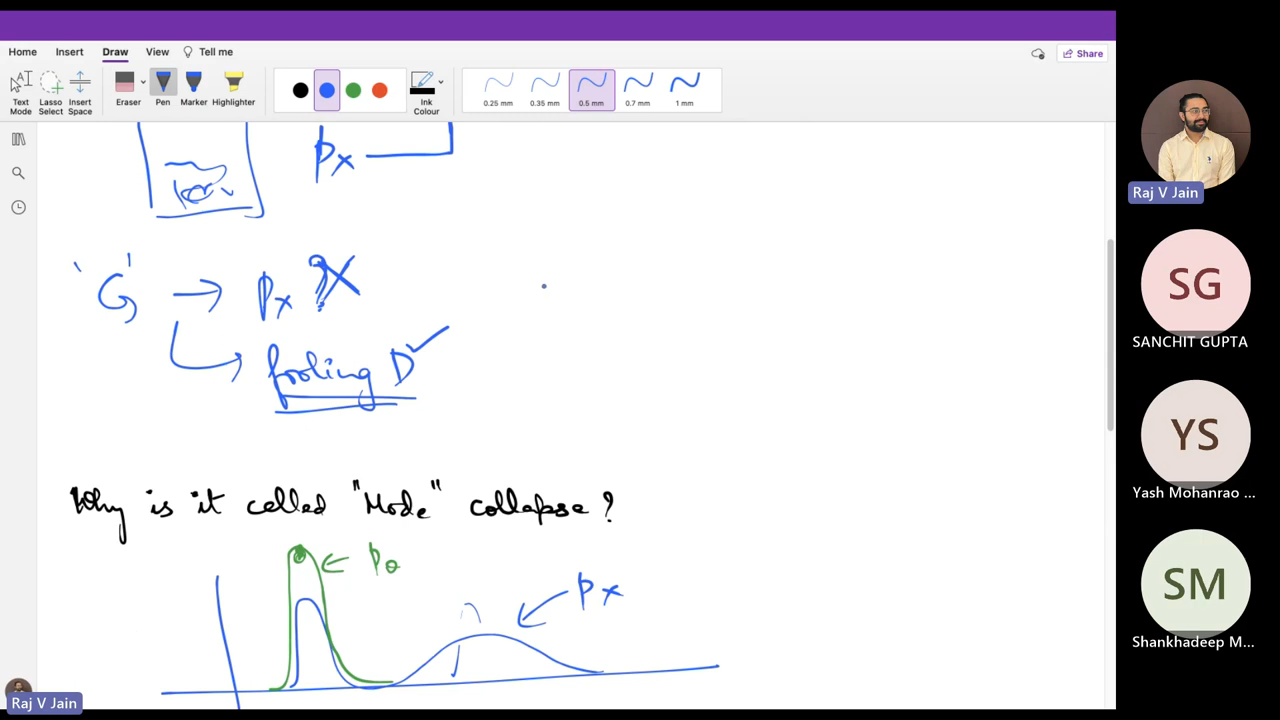 Home Insert Draw View Tell me
Share
Text Mode
Lasso Select
Insert Space
Eraser
Pen
Marker
Highlighter
Ink Colour
0.25 mm
0.35 mm
0.5 mm
0.7 mm
1 mm
px
'G' → px
fooling D
Why is it called "Mode" collapse?
pθ
px
Raj V Jain
SG
SANCHIT GUPTA
YS
Yash Mohanrao ...
SM
Shankhadeep M...
Raj V Jain